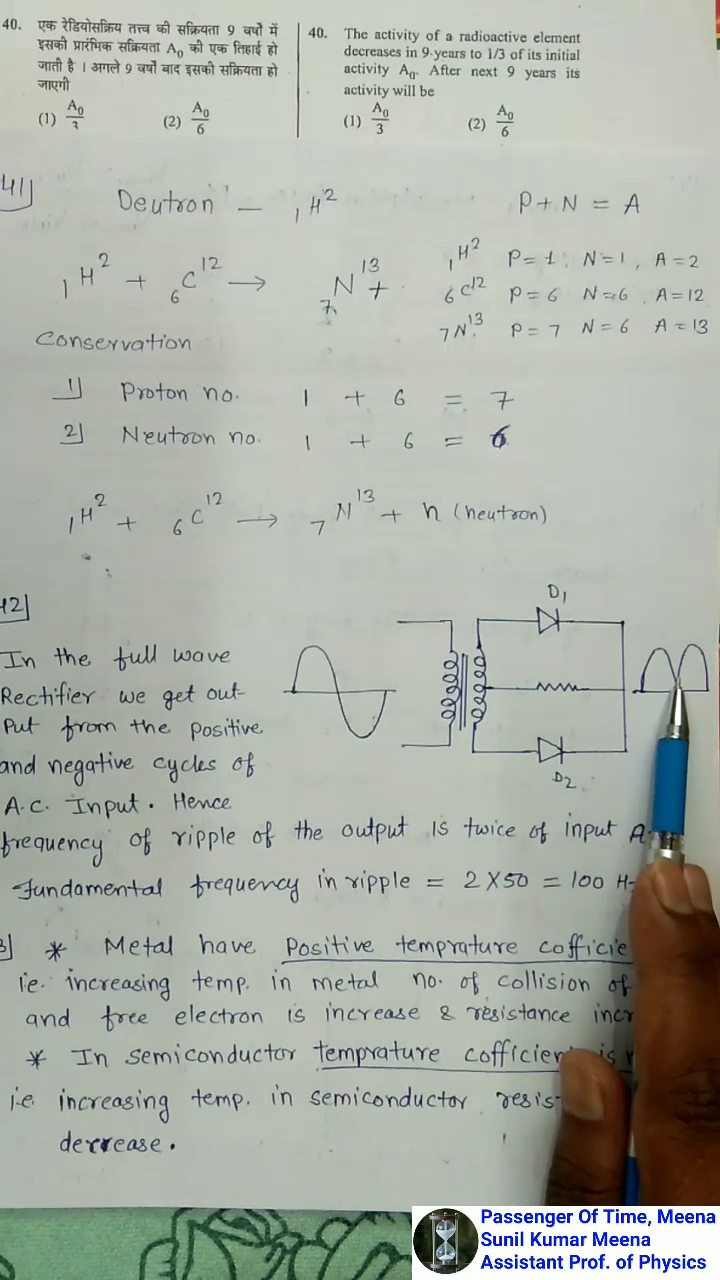 40. एक रेडियोसक्रिय तत्त्व की सक्रियता 9 वर्षों में
इसकी प्रारंभिक सक्रियता A₀ की एक तिहाई हो
जाती है । अगले 9 वर्षों बाद इसकी सक्रियता हो
जाएगी
(1) A₀/3 (2) A₀/6
40. The activity of a radioactive element
decreases in 9 years to 1/3 of its initial
activity A₀. After next 9 years its
activity will be
(1) A₀/3 (2) A₀/6
41]
Deutron - ₁H²
P + N = A
₁H² + ₆C¹² → ₇N¹³ +
₁H² P = 1, N = 1, A = 2
₆C¹² P = 6 N = 6, A = 12
₇N¹³ P = 7 N = 6 A = 13
Conservation
1] Proton no. 1 + 6 = 7
2] Neutron no. 1 + 6 = 6
₁H² + ₆C¹² → ₇N¹³ + n (neutron)
42]
D₁
D₂
In the full wave
Rectifier we get out-
Put from the positive
and negative cycles of
A.C. Input. Hence
frequency of ripple of the output is twice of input A
Fundamental frequency in ripple = 2 X 50 = 100 H
3] * Metal have Positive temprature cofficie
i.e. increasing temp. in metal no. of collision of
and free electron is increase & resistance incr
* In semiconductor temprature cofficient is
i.e increasing temp. in semiconductor resis
decrease.
Passenger Of Time, Meena
Sunil Kumar Meena
Assistant Prof. of Physics